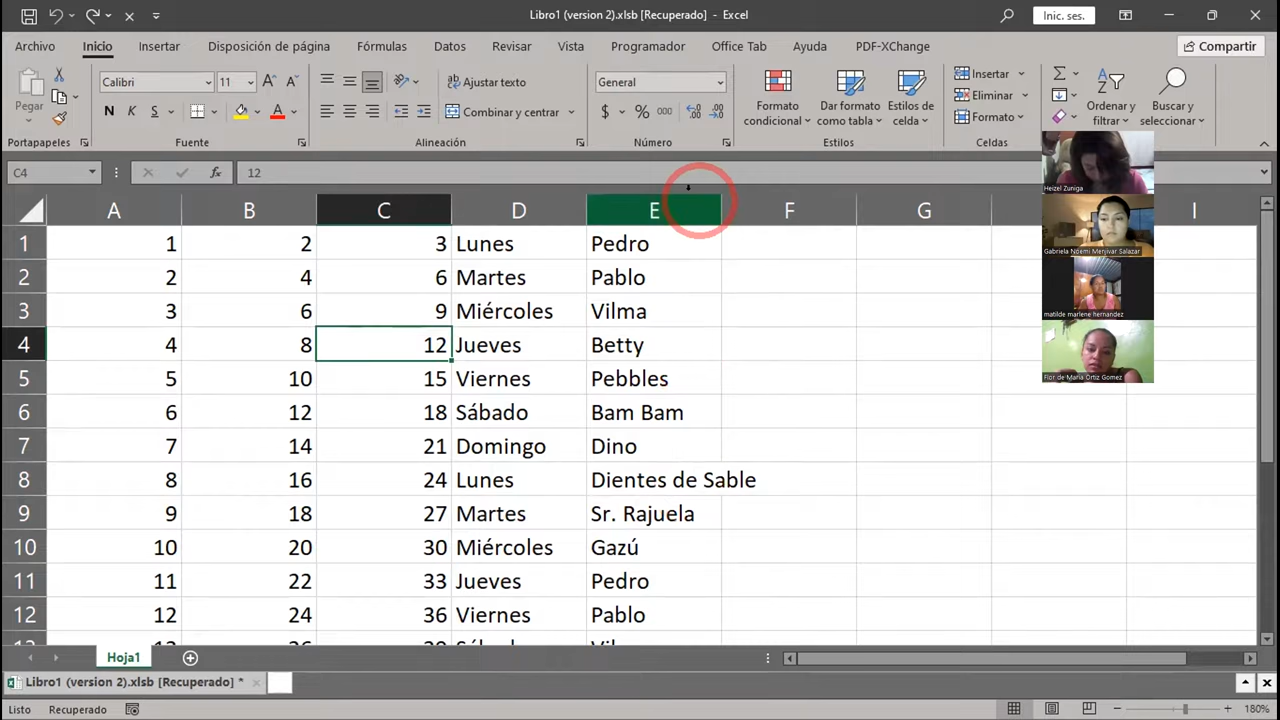 Libro1 (version 2).xlsb [Recuperado] - Excel
Inic. ses.
Archivo Inicio Insertar Disposición de página Fórmulas Datos Revisar Vista Programador Office Tab Ayuda PDF-XChange Compartir
Pegar
Calibri 11
N K S
Ajustar texto
Combinar y centrar
General
$ % 000
Formato condicional
Dar formato como tabla
Estilos de celda
Insertar
Eliminar
Formato
Ordenar y filtrar
Buscar y seleccionar
Portapapeles Fuente Alineación Número Estilos Celdas
C4 fx 12
Heizel Zuniga
Gabriela Noemi Menjivar Salazar
matilde marlene hernandez
Flor de Maria Ortiz Gomez
A B C D E F G I
1 1 2 3 Lunes Pedro
2 2 4 6 Martes Pablo
3 3 6 9 Miércoles Vilma
4 4 8 12 Jueves Betty
5 5 10 15 Viernes Pebbles
6 6 12 18 Sábado Bam Bam
7 7 14 21 Domingo Dino
8 8 16 24 Lunes Dientes de Sable
9 9 18 27 Martes Sr. Rajuela
10 10 20 30 Miércoles Gazú
11 11 22 33 Jueves Pedro
12 12 24 36 Viernes Pablo
Hoja1
Libro1 (version 2).xlsb [Recuperado] *
Listo Recuperado 180%